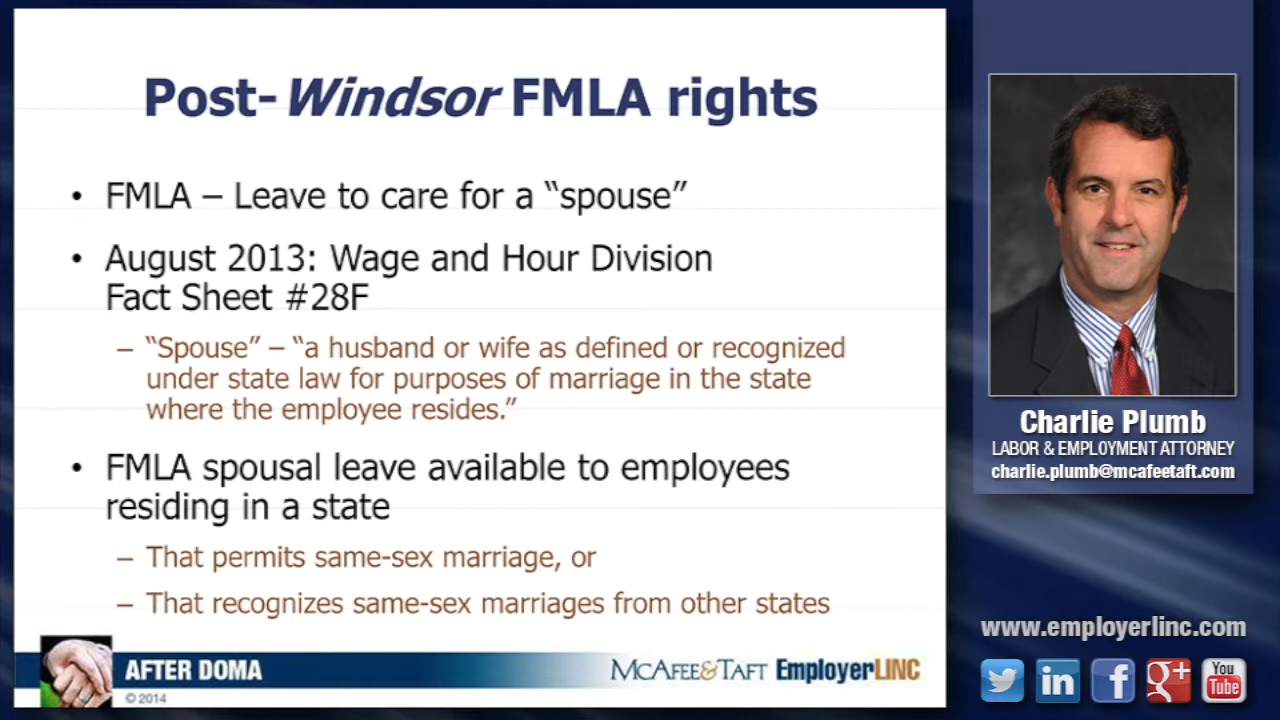 Post-Windsor FMLA rights
• FMLA – Leave to care for a “spouse”
• August 2013: Wage and Hour Division
Fact Sheet #28F
– “Spouse” – “a husband or wife as defined or recognized
under state law for purposes of marriage in the state
where the employee resides.”
• FMLA spousal leave available to employees
residing in a state
– That permits same-sex marriage, or
– That recognizes same-sex marriages from other states
AFTER DOMA
McAFEE&TAFT EmployerLINC
© 2014
Charlie Plumb
LABOR & EMPLOYMENT ATTORNEY
charlie.plumb@mcafeetaft.com
www.employerlinc.com
in
f
g+
You
Tube